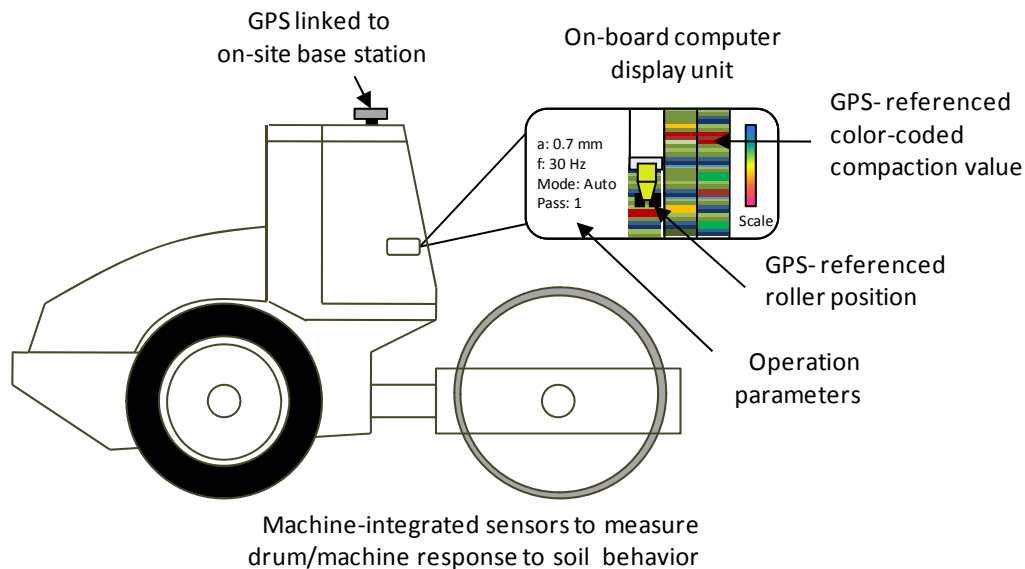 GPS linked to
on-site base station
On-board computer
display unit
GPS- referenced
color-coded
compaction value
a: 0.7 mm
f: 30 Hz
Mode: Auto
Pass: 1
Scale
GPS- referenced
roller position
Operation
parameters
Machine-integrated sensors to measure
drum/machine response to soil behavior